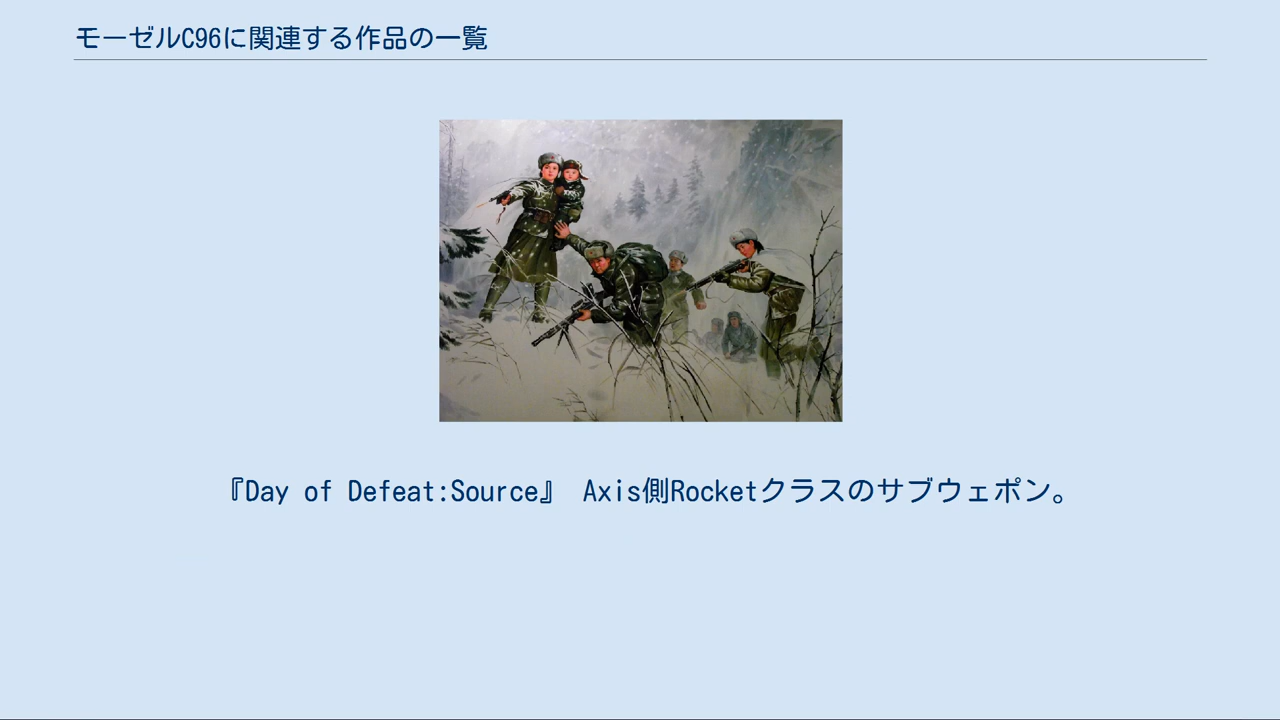 モーゼルC96に関連する作品の一覧
『Day of Defeat:Source』 Axis側Rocketクラスのサブウェポン。